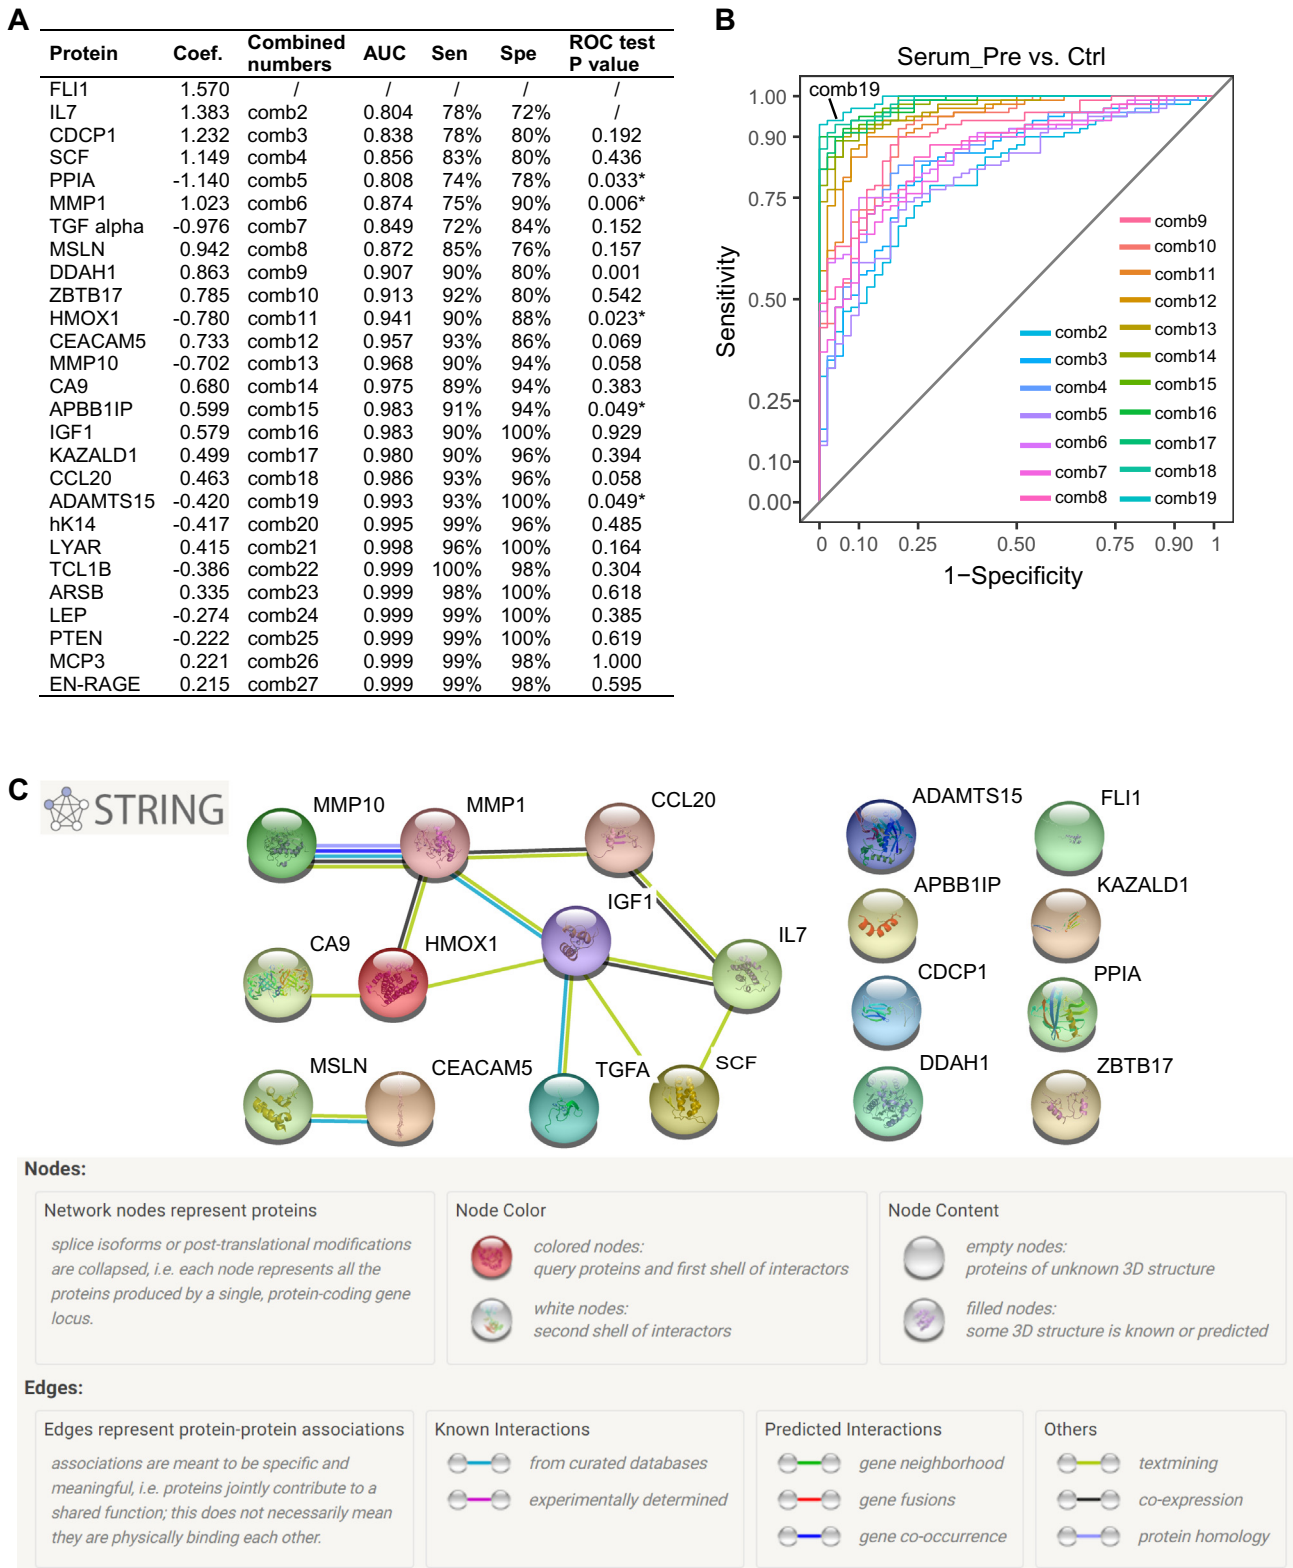 A
Protein Coef. Combined numbers AUC Sen Spe ROC test P value
FLI1 1.570 / / / / /
IL7 1.383 comb2 0.804 78% 72% /
CDCP1 1.232 comb3 0.838 78% 80% 0.192
SCF 1.149 comb4 0.856 83% 80% 0.436
PPIA -1.140 comb5 0.808 74% 78% 0.033*
MMP1 1.023 comb6 0.874 75% 90% 0.006*
TGF alpha -0.976 comb7 0.849 72% 84% 0.152
MSLN 0.942 comb8 0.872 85% 76% 0.157
DDAH1 0.863 comb9 0.907 90% 80% 0.001
ZBTB17 0.785 comb10 0.913 92% 80% 0.542
HMOX1 -0.780 comb11 0.941 90% 88% 0.023*
CEACAM5 0.733 comb12 0.957 93% 86% 0.069
MMP10 -0.702 comb13 0.968 90% 94% 0.058
CA9 0.680 comb14 0.975 89% 94% 0.383
APBB1IP 0.599 comb15 0.983 91% 94% 0.049*
IGF1 0.579 comb16 0.983 90% 100% 0.929
KAZALD1 0.499 comb17 0.980 90% 96% 0.394
CCL20 0.463 comb18 0.986 93% 96% 0.058
ADAMTS15 -0.420 comb19 0.993 93% 100% 0.049*
hK14 -0.417 comb20 0.995 99% 96% 0.485
LYAR 0.415 comb21 0.998 96% 100% 0.164
TCL1B -0.386 comb22 0.999 100% 98% 0.304
ARSB 0.335 comb23 0.999 98% 100% 0.618
LEP -0.274 comb24 0.999 99% 100% 0.385
PTEN -0.222 comb25 0.999 99% 100% 0.619
MCP3 0.221 comb26 0.999 99% 98% 1.000
EN-RAGE 0.215 comb27 0.999 99% 98% 0.595
B
Serum_Pre vs. Ctrl
comb19
1.00
0.90
0.75
0.50
0.25
0.10
0.00
Sensitivity
comb2
comb3
comb4
comb5
comb6
comb7
comb8
comb9
comb10
comb11
comb12
comb13
comb14
comb15
comb16
comb17
comb18
comb19
0 0.10 0.25 0.50 0.75 0.90 1
1−Specificity
C
STRING
MMP10 MMP1 CCL20
IGF1
CA9 HMOX1 IL7
MSLN CEACAM5 TGFA SCF
ADAMTS15 FLI1
APBB1IP KAZALD1
CDCP1 PPIA
DDAH1 ZBTB17
Nodes:
Network nodes represent proteins
splice isoforms or post-translational modifications
are collapsed, i.e. each node represents all the
proteins produced by a single, protein-coding gene
locus.
Node Color
colored nodes:
query proteins and first shell of interactors
white nodes:
second shell of interactors
Node Content
empty nodes:
proteins of unknown 3D structure
filled nodes:
some 3D structure is known or predicted
Edges:
Edges represent protein-protein associations
associations are meant to be specific and
meaningful, i.e. proteins jointly contribute to a
shared function; this does not necessarily mean
they are physically binding each other.
Known Interactions
from curated databases
experimentally determined
Predicted Interactions
gene neighborhood
gene fusions
gene co-occurrence
Others
textmining
co-expression
protein homology